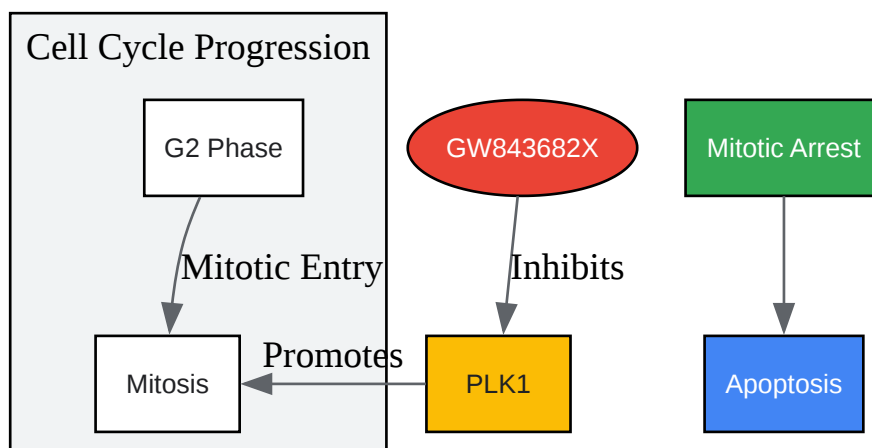 Cell Cycle Progression
G2 Phase
GW843682X
Mitotic Arrest
Mitotic Entry
Inhibits
Promotes
Mitosis
PLK1
Apoptosis